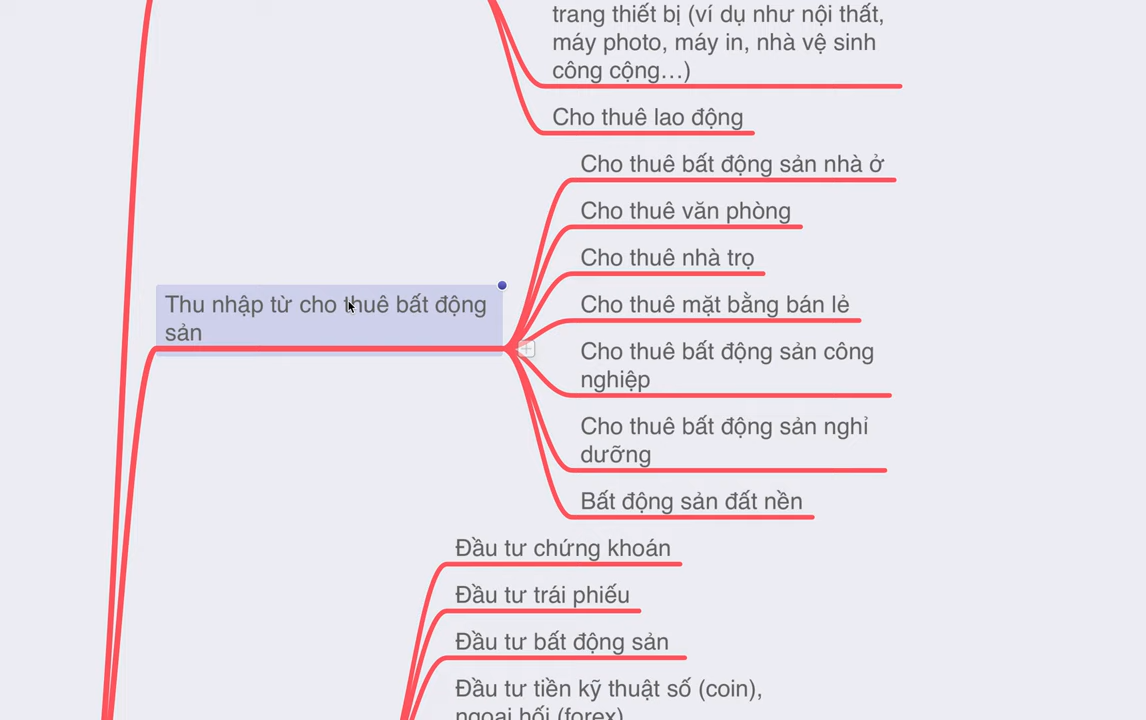 trang thiết bị (ví dụ như nội thất,
máy photo, máy in, nhà vệ sinh
công cộng...)
Cho thuê lao động
Thu nhập từ cho thuê bất động
sản
Cho thuê bất động sản nhà ở
Cho thuê văn phòng
Cho thuê nhà trọ
Cho thuê mặt bằng bán lẻ
Cho thuê bất động sản công
nghiệp
Cho thuê bất động sản nghỉ
dưỡng
Bất động sản đất nền
Đầu tư chứng khoán
Đầu tư trái phiếu
Đầu tư bất động sản
Đầu tư tiền kỹ thuật số (coin),
ngoại hối (forex)